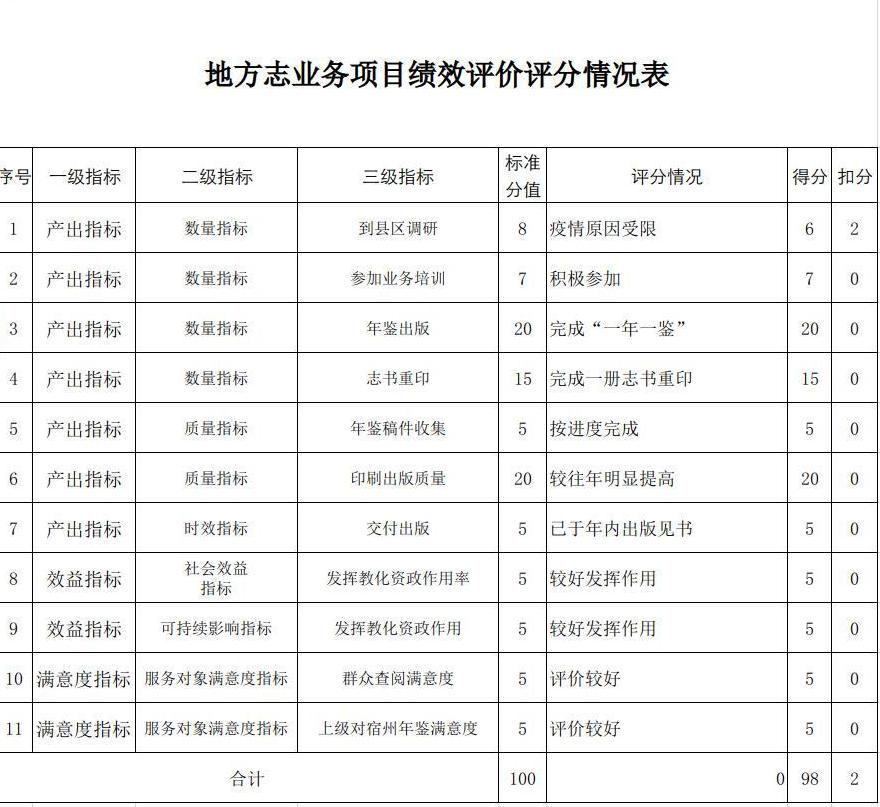 地方志业务项目绩效评价评分情况表
序号 一级指标 二级指标 三级指标 标准分值 评分情况 得分 扣分
1 产出指标 数量指标 到县区调研 8 疫情原因受限 6 2
2 产出指标 数量指标 参加业务培训 7 积极参加 7 0
3 产出指标 数量指标 年鉴出版 20 完成“一年一鉴” 20 0
4 产出指标 数量指标 志书重印 15 完成一册志书重印 15 0
5 产出指标 质量指标 年鉴稿件收集 5 按进度完成 5 0
6 产出指标 质量指标 印刷出版质量 20 较往年明显提高 20 0
7 产出指标 时效指标 交付出版 5 已于年内出版见书 5 0
8 效益指标 社会效益指标 发挥教化资政作用率 5 较好发挥作用 5 0
9 效益指标 可持续影响指标 发挥教化资政作用 5 较好发挥作用 5 0
10 满意度指标 服务对象满意度指标 群众查阅满意度 5 评价较好 5 0
11 满意度指标 服务对象满意度指标 上级对宿州年鉴满意度 5 评价较好 5 0
合计 100 0 98 2